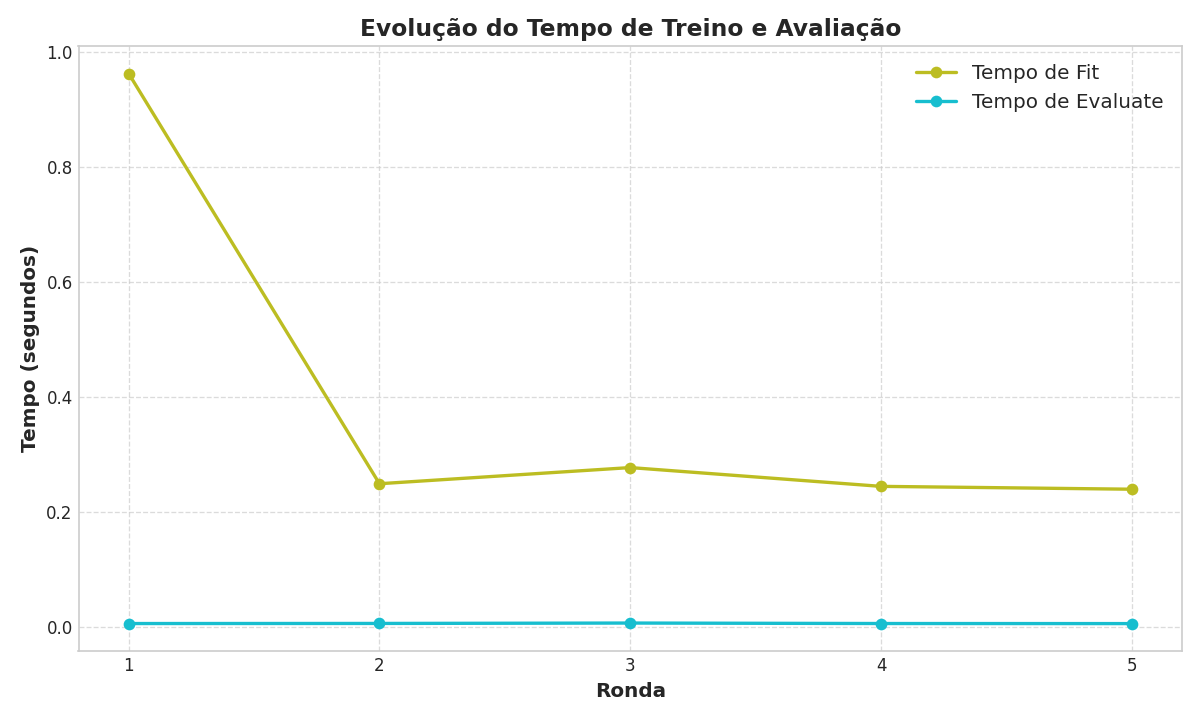 Evolução do Tempo de Treino e Avaliação
Tempo de Fit
Tempo de Evaluate
Tempo (segundos)
1.0
0.8
0.6
0.4
0.2
0.0
1 2 3 4 5
Ronda